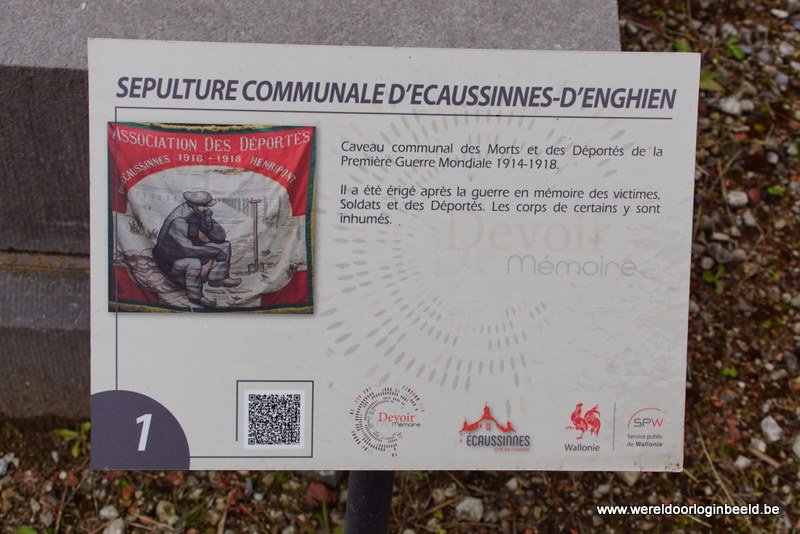 SEPULTURE COMMUNALE D'ECAUSSINNES-D'ENGHIEN
ASSOCIATION DES DÉPORTÉS
ECAUSSINNES 1916 - 1918 HENRIPONT.
Caveau communal des Morts et des Déportés de la
Première Guerre Mondiale 1914-1918.
Il a été érigé après la guerre en mémoire des victimes,
Soldats et des Déportés. Les corps de certains y sont
inhumés.
Devoir
Mémoire
1
Devoir
Mémoire
ÉCAUSSINNES
CITÉ DE L'AMOUR
Wallonie
SPW
Service public
de Wallonie
www.wereldoorloginbeeld.be